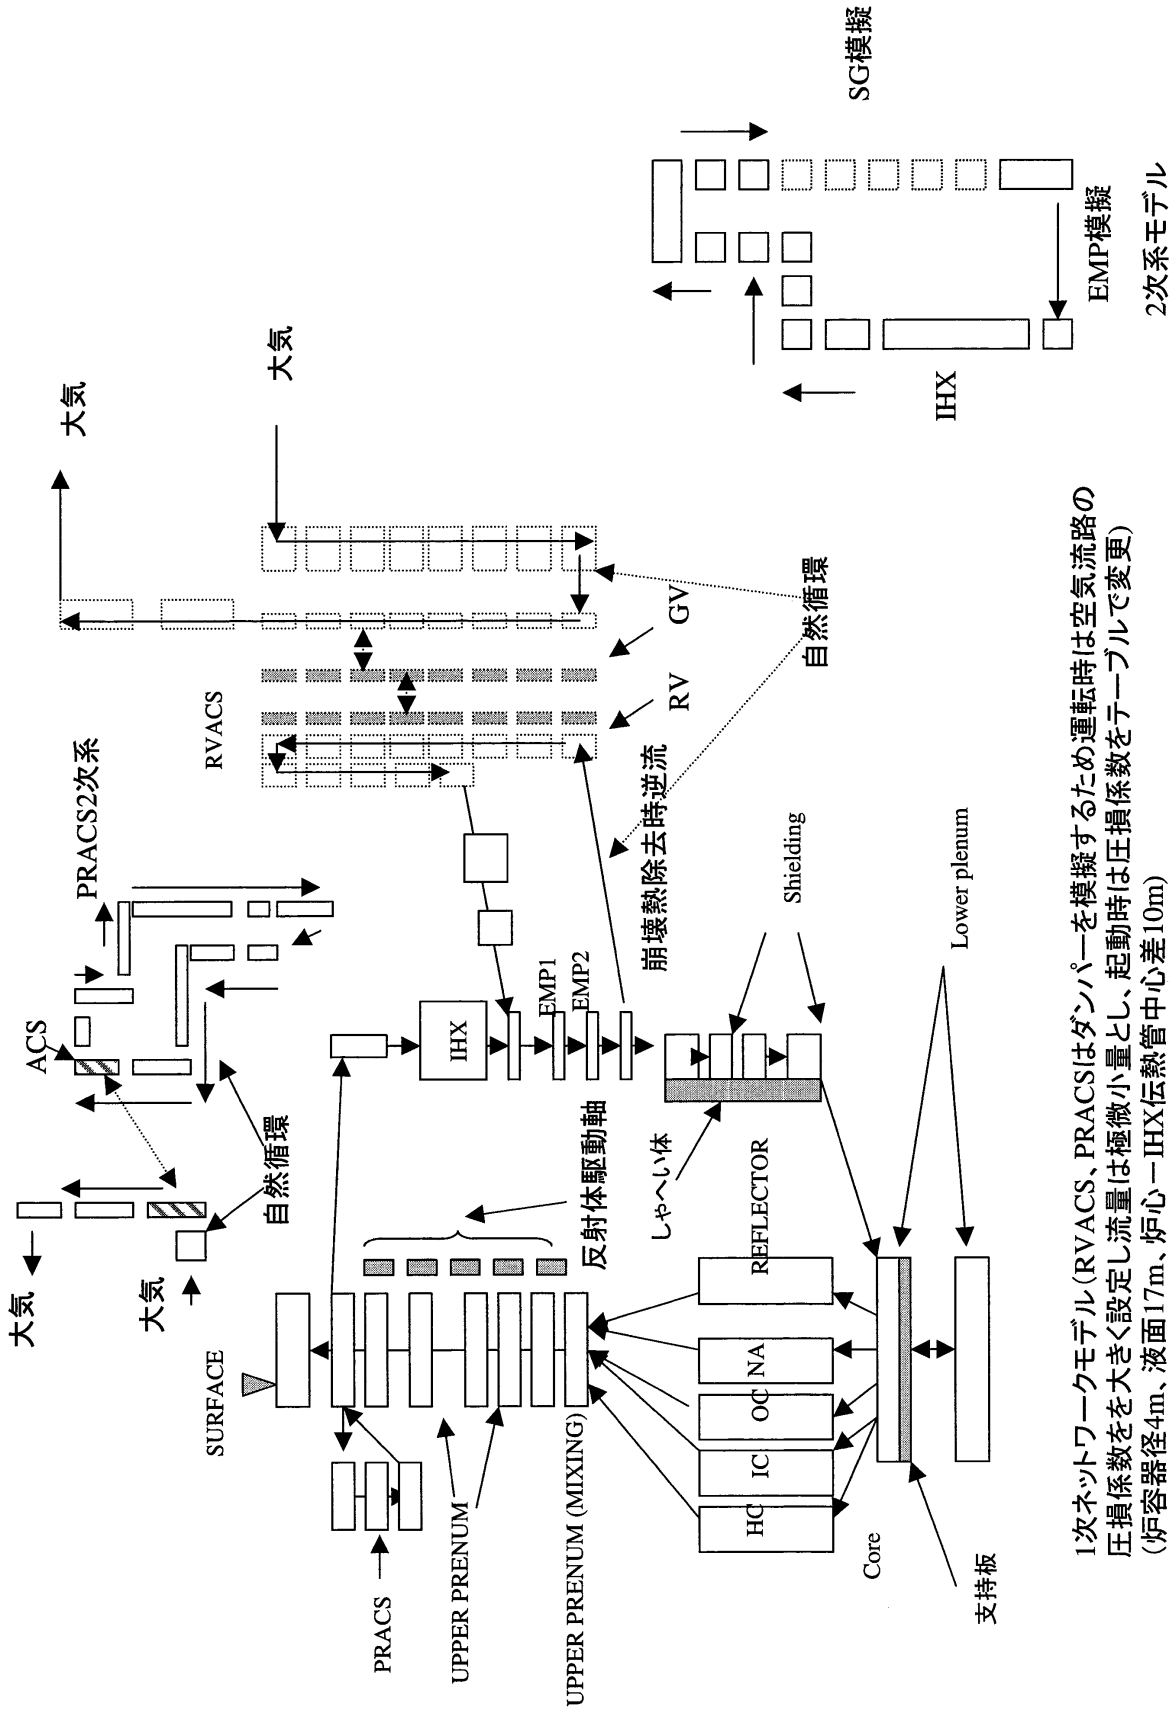 大気
大気
ACS
PRACS2次系
自然循環
大気
大気
SURFACE
RVACS
PRACS
UPPER PRENUM
反射体駆動軸
IHX
EMP1
EMP2
RV
GV
崩壊熱除去時逆流
自然循環
UPPER PRENUM (MIXING)
しゃへい体
Shielding
HC
IC
OC
NA
REFLECTOR
Core
支持板
Lower plenum
SG模擬
IHX
EMP模擬
2次系モデル
1次ネットワークモデル(RVACS、PRACSはダンパーを模擬するため運転時は空気流路の
圧損係数をを大きく設定し流量は極微小量とし、起動時は圧損係数をテーブルで変更)
(炉容器径4m、液面17m、炉心－IHX伝熱管中心差10m)